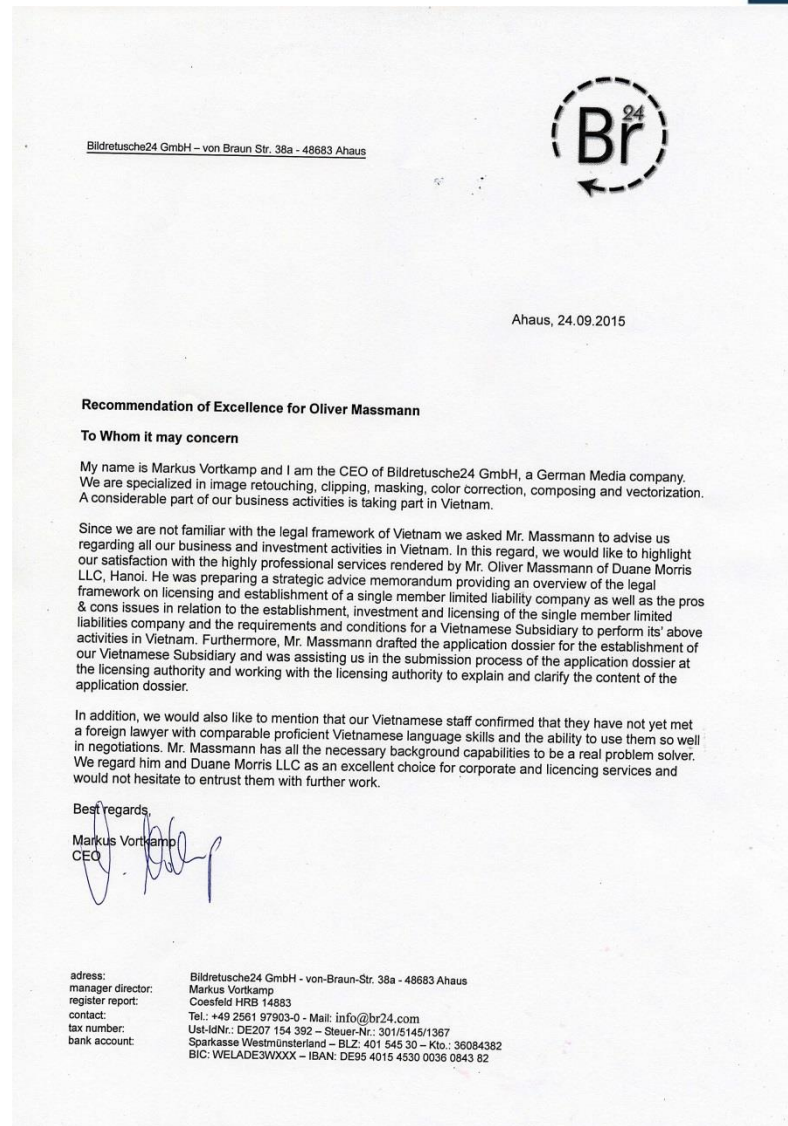 Bildretusche24 GmbH – von Braun Str. 38a - 48683 Ahaus
Br24
Ahaus, 24.09.2015
Recommendation of Excellence for Oliver Massmann
To Whom it may concern
My name is Markus Vortkamp and I am the CEO of Bildretusche24 GmbH, a German Media company.
We are specialized in image retouching, clipping, masking, color correction, composing and vectorization.
A considerable part of our business activities is taking part in Vietnam.
Since we are not familiar with the legal framework of Vietnam we asked Mr. Massmann to advise us
regarding all our business and investment activities in Vietnam. In this regard, we would like to highlight
our satisfaction with the highly professional services rendered by Mr. Oliver Massmann of Duane Morris
LLC, Hanoi. He was preparing a strategic advice memorandum providing an overview of the legal
framework on licensing and establishment of a single member limited liability company as well as the pros
& cons issues in relation to the establishment, investment and licensing of the single member limited
liabilities company and the requirements and conditions for a Vietnamese Subsidiary to perform its' above
activities in Vietnam. Furthermore, Mr. Massmann drafted the application dossier for the establishment of
our Vietnamese Subsidiary and was assisting us in the submission process of the application dossier at
the licensing authority and working with the licensing authority to explain and clarify the content of the
application dossier.
In addition, we would also like to mention that our Vietnamese staff confirmed that they have not yet met
a foreign lawyer with comparable proficient Vietnamese language skills and the ability to use them so well
in negotiations. Mr. Massmann has all the necessary background capabilities to be a real problem solver.
We regard him and Duane Morris LLC as an excellent choice for corporate and licencing services and
would not hesitate to entrust them with further work.
Best regards,
Markus Vortkamp
CEO
adress: Bildretusche24 GmbH - von-Braun-Str. 38a - 48683 Ahaus
manager director: Markus Vortkamp
register report: Coesfeld HRB 14883
contact: Tel.: +49 2561 97903-0 - Mail: info@br24.com
tax number: Ust-IdNr.: DE207 154 392 – Steuer-Nr.: 301/5145/1367
bank account: Sparkasse Westmünsterland – BLZ: 401 545 30 – Kto.: 36084382
BIC: WELADE3WXXX – IBAN: DE95 4015 4530 0036 0843 82